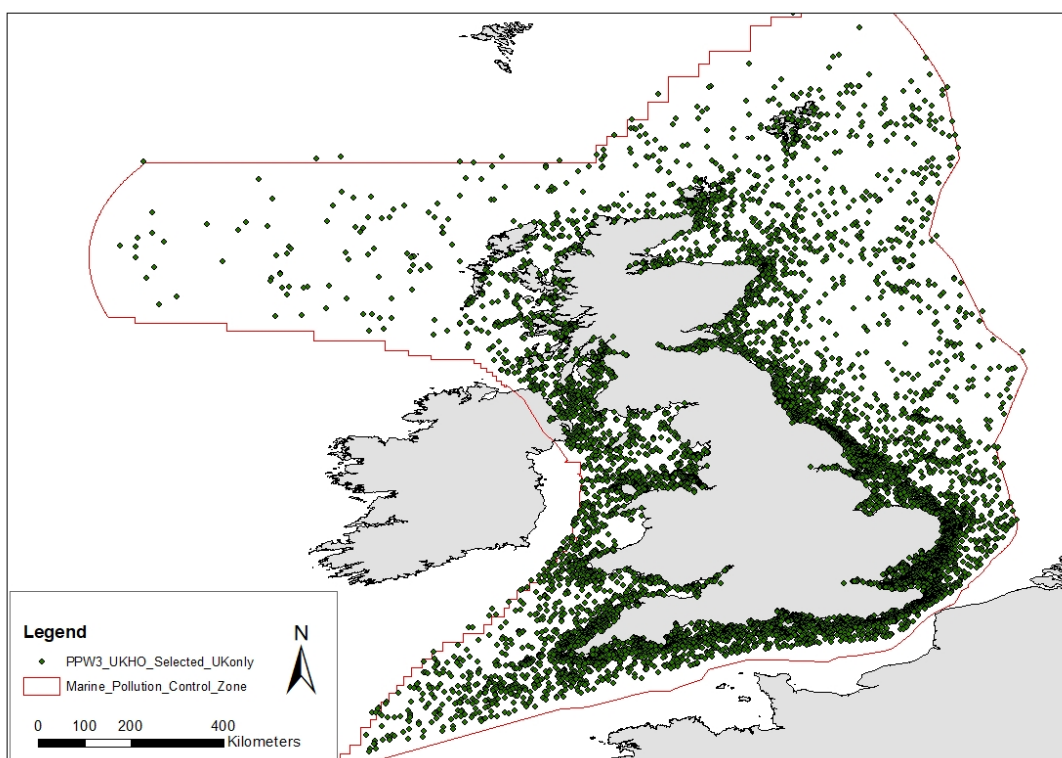 Legend
N
PPW3_UKHO_Selected_UKonly
Marine_Pollution_Control_Zone
0 100 200 400
Kilometers